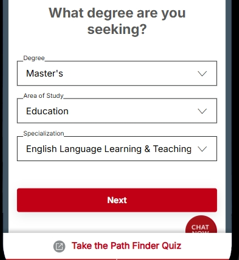 What degree are you
seeking?
Degree
Master's
Area of Study
Education
Specialization
English Language Learning & Teaching
Next
CHAT
NOW
Take the Path Finder Quiz